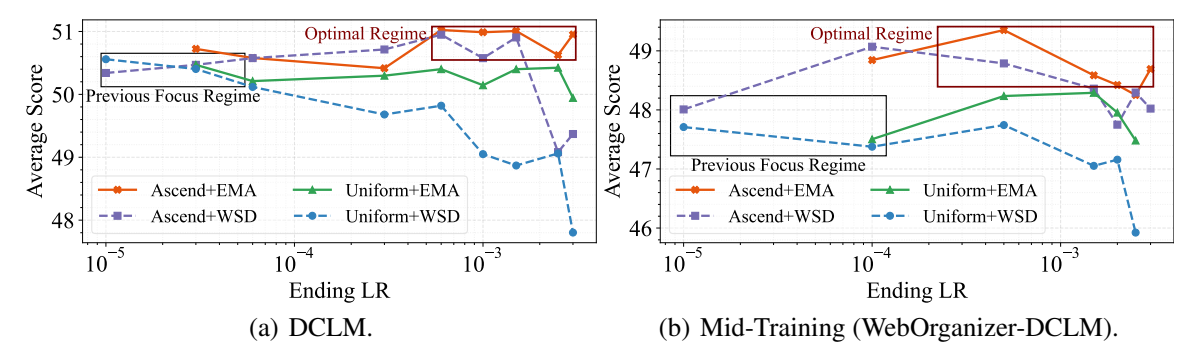 51
50
49
48
Average Score
Optimal Regime
Previous Focus Regime
Ascend+EMA
Ascend+WSD
Uniform+EMA
Uniform+WSD
10⁻⁵
10⁻⁴
10⁻³
Ending LR
(a) DCLM.
49
48
47
46
Average Score
Optimal Regime
Previous Focus Regime
Ascend+EMA
Ascend+WSD
Uniform+EMA
Uniform+WSD
10⁻⁵
10⁻⁴
10⁻³
Ending LR
(b) Mid-Training (WebOrganizer-DCLM).